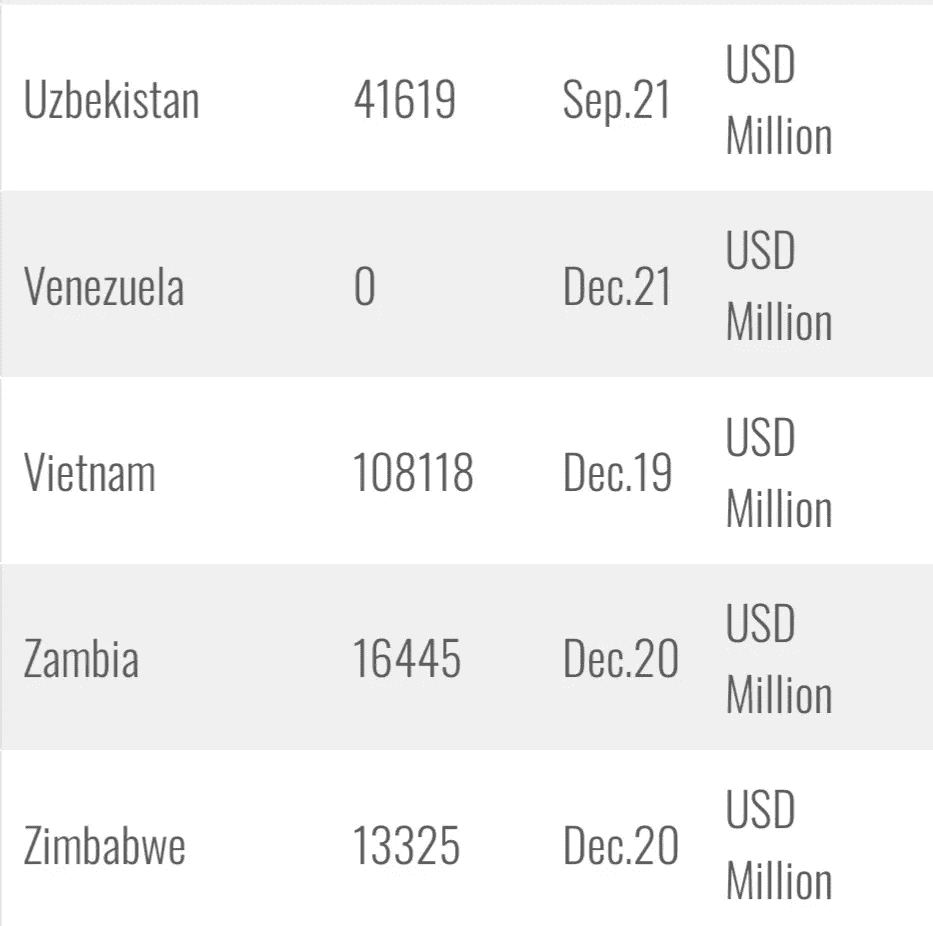 Uzbekistan 41619 Sep.21 USD Million
Venezuela 0 Dec.21 USD Million
Vietnam 108118 Dec.19 USD Million
Zambia 16445 Dec.20 USD Million
Zimbabwe 13325 Dec.20 USD Million